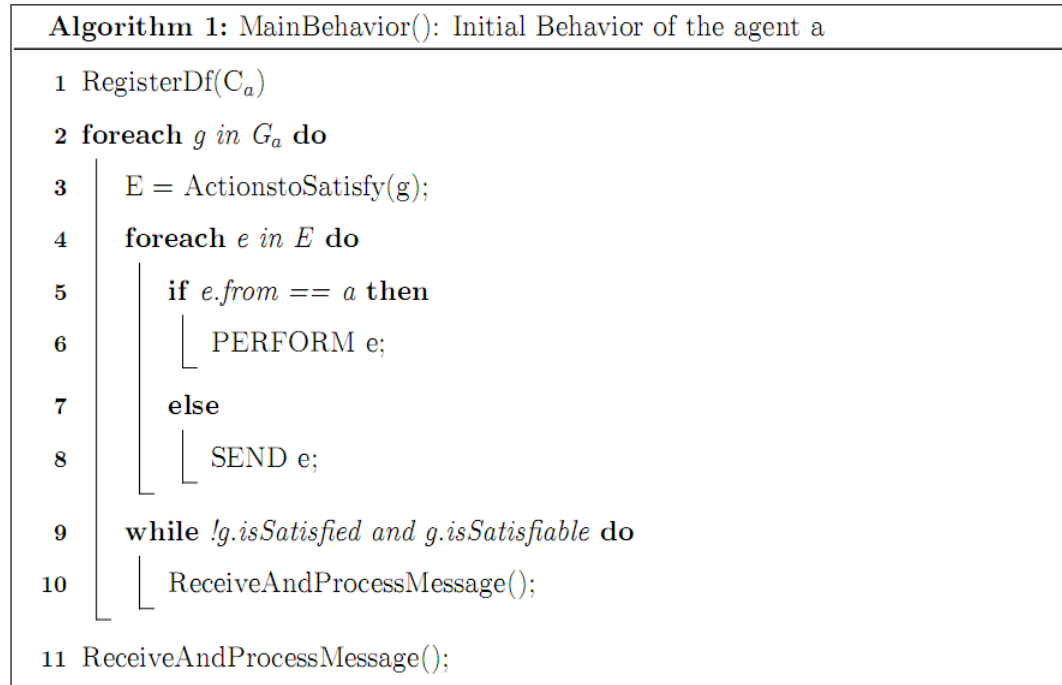 Algorithm 1: MainBehavior(): Initial Behavior of the agent a
1 RegisterDf(C_a)
2 foreach g in G_a do
3 E = ActionstoSatisfy(g);
4 foreach e in E do
5 if e.from == a then
6 PERFORM e;
7 else
8 SEND e;
9 while !g.isSatisfied and g.isSatisfiable do
10 ReceiveAndProcessMessage();
11 ReceiveAndProcessMessage();